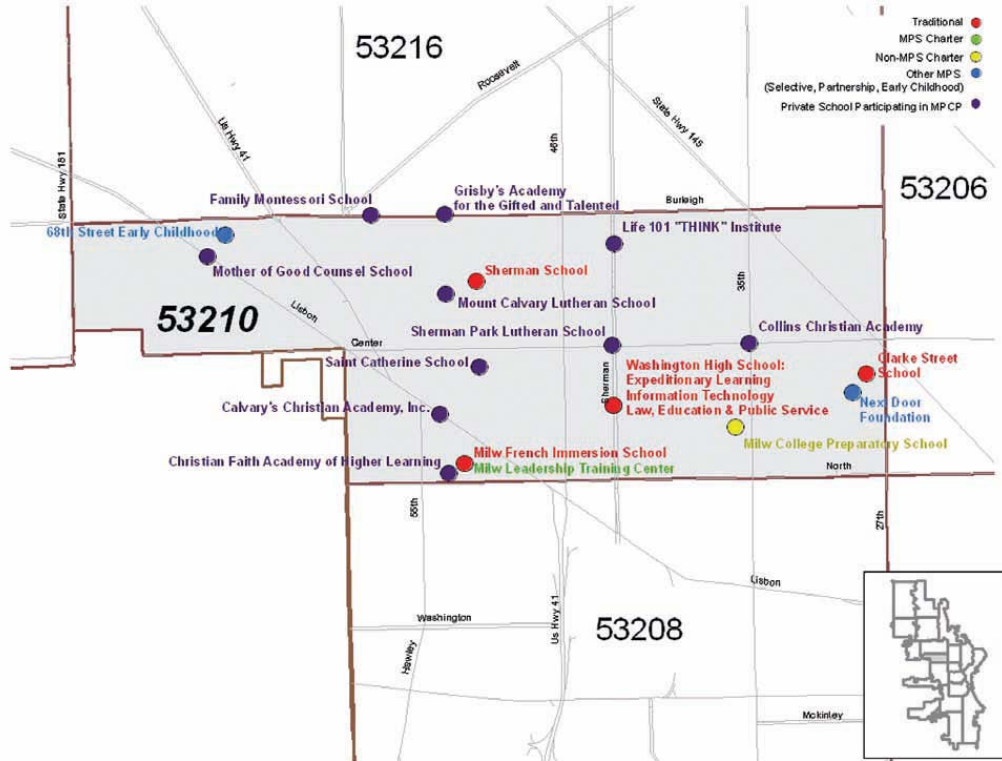 Traditional
MPS Charter
Non-MPS Charter
Other MPS
(Selective, Partnership, Early Childhood)
Private School Participating in MPCP
53216
Roosevelt
Us Hwy 41
46th
State Hwy 145
State Hwy 181
53206
Family Montessori School
Grisby's Academy
for the Gifted and Talented
Burleigh
68th Street Early Childhood
Life 101 "THINK" Institute
Mother of Good Counsel School
Sherman School
35th
Mount Calvary Lutheran School
Lisbon
53210
Sherman Park Lutheran School
Collins Christian Academy
Center
Saint Catherine School
Washington High School:
Expeditionary Learning
Information Technology
Law, Education & Public Service
Clarke Street
School
Sherman
Next Door
Foundation
Calvary's Christian Academy, Inc.
Milw College Preparatory School
Milw French Immersion School
Christian Faith Academy of Higher Learning
Milw Leadership Training Center
North
55th
27th
Lisbon
Washington
Us Hwy 41
53208
Hawley
Mckinley